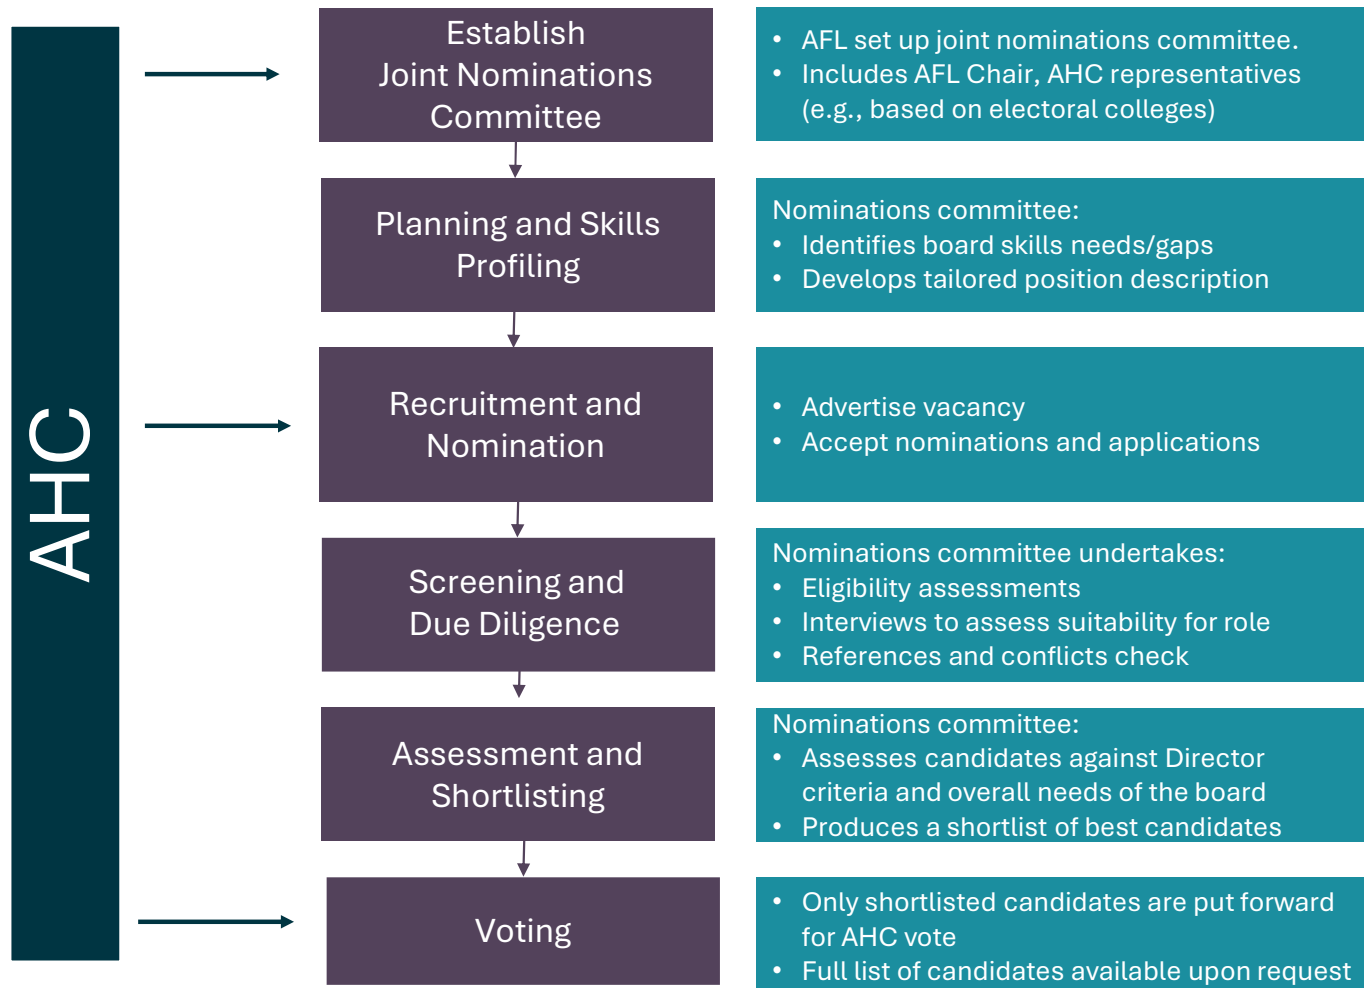 AHC
Establish
Joint Nominations
Committee
• AFL set up joint nominations committee.
• Includes AFL Chair, AHC representatives
(e.g., based on electoral colleges)
Planning and Skills
Profiling
Nominations committee:
• Identifies board skills needs/gaps
• Develops tailored position description
Recruitment and
Nomination
• Advertise vacancy
• Accept nominations and applications
Screening and
Due Diligence
Nominations committee undertakes:
• Eligibility assessments
• Interviews to assess suitability for role
• References and conflicts check
Assessment and
Shortlisting
Nominations committee:
• Assesses candidates against Director
criteria and overall needs of the board
• Produces a shortlist of best candidates
Voting
• Only shortlisted candidates are put forward
for AHC vote
• Full list of candidates available upon request